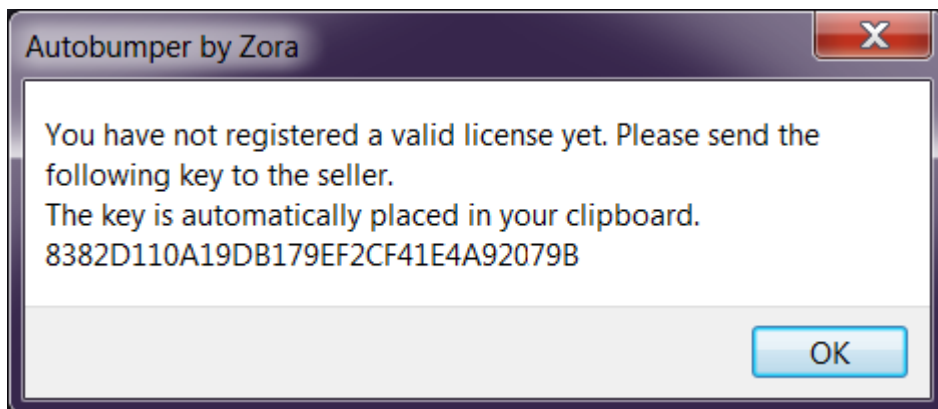 Autobumper by Zora
You have not registered a valid license yet. Please send the
following key to the seller.
The key is automatically placed in your clipboard.
8382D110A19DB179EF2CF41E4A92079B
OK